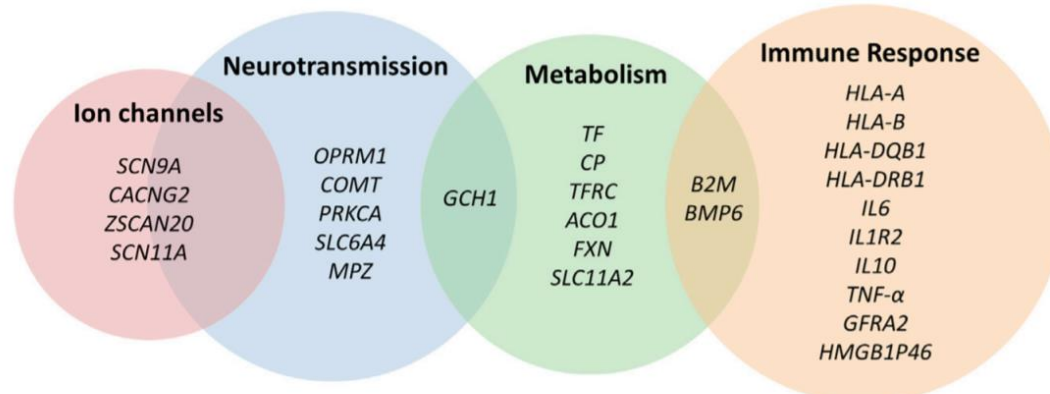 Ion channels
SCN9A
CACNG2
ZSCAN20
SCN11A
Neurotransmission
OPRM1
COMT
PRKCA
SLC6A4
MPZ
GCH1
Metabolism
TF
CP
TFRC
ACO1
FXN
SLC11A2
B2M
BMP6
Immune Response
HLA-A
HLA-B
HLA-DQB1
HLA-DRB1
IL6
IL1R2
IL10
TNF-α
GFRA2
HMGB1P46